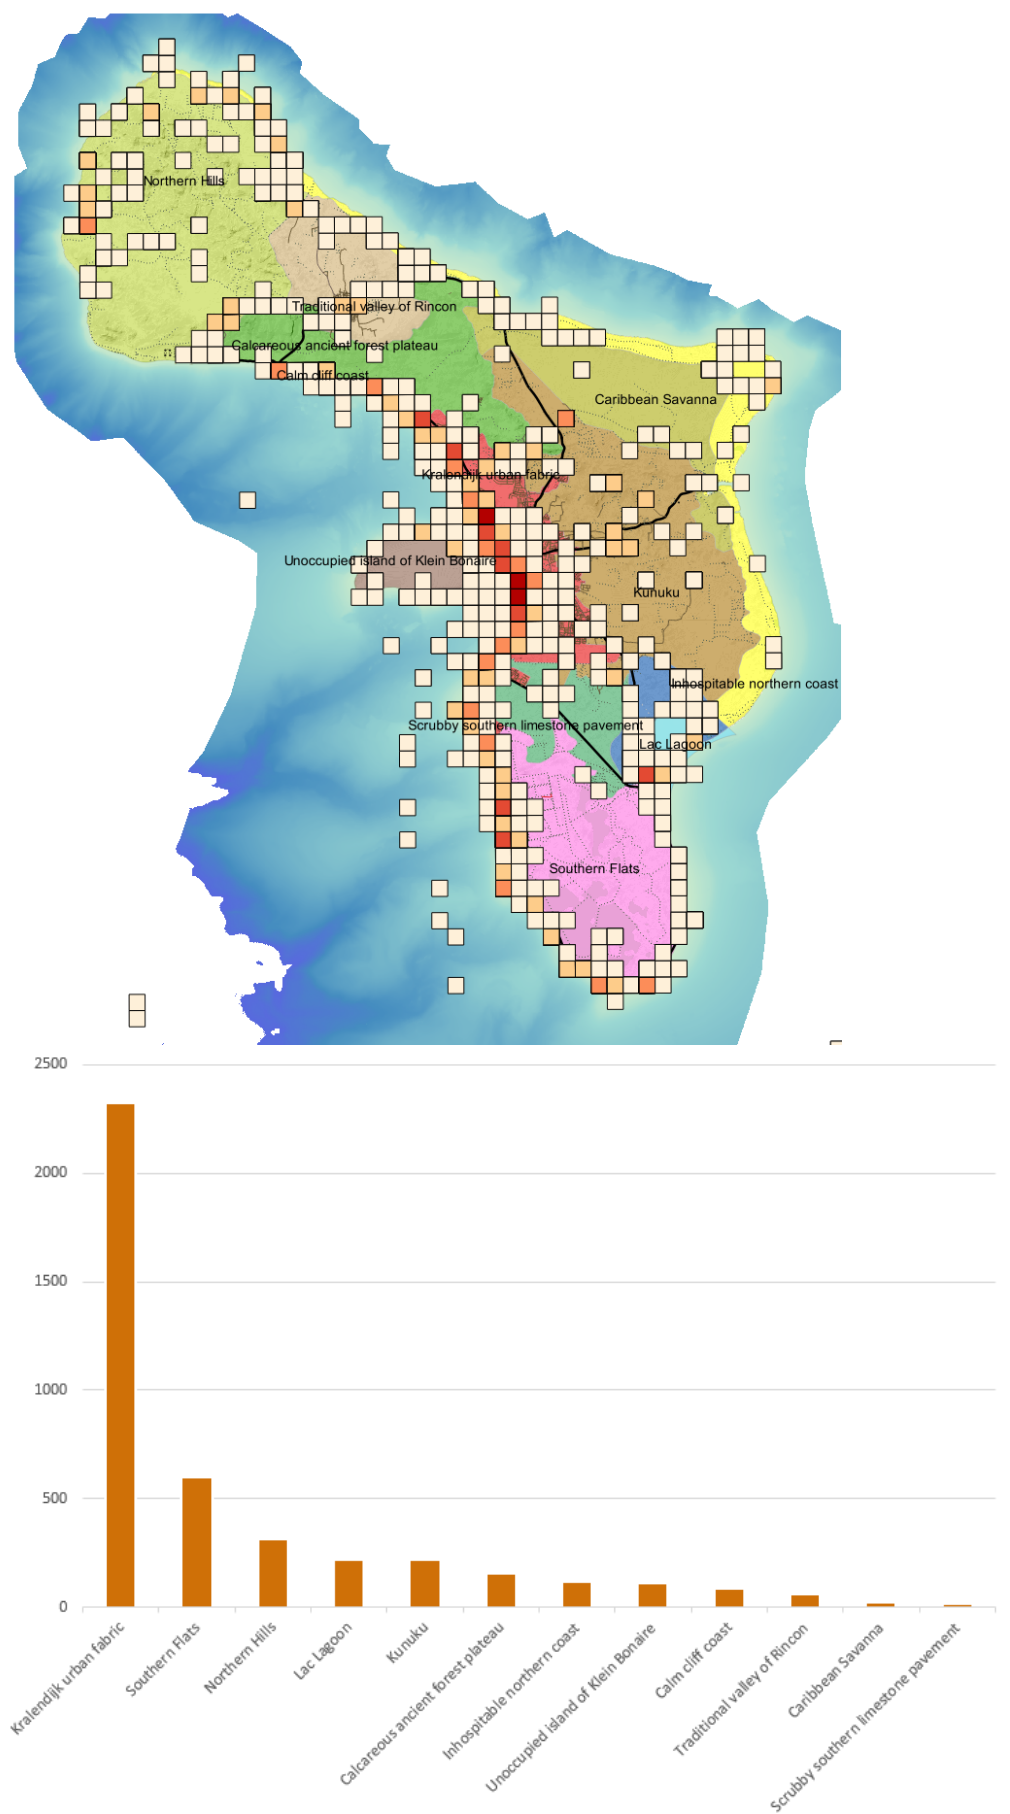 Northern Hills
Traditional valley of Rincon
Calcareous ancient forest plateau
Calm cliff coast
Caribbean Savanna
Kralendijk urban fabric
Unoccupied island of Klein Bonaire
Kunuku
Inhospitable northern coast
Scrubby southern limestone pavement
Lac Lagoon
Southern Flats
2500
2000
1500
1000
500
0
Kralendijk urban fabric
Southern Flats
Northern Hills
Lac Lagoon
Kunuku
Calcareous ancient forest plateau
Inhospitable northern coast
Unoccupied island of Klein Bonaire
Calm cliff coast
Traditional valley of Rincon
Caribbean Savanna
Scrubby southern limestone pavement